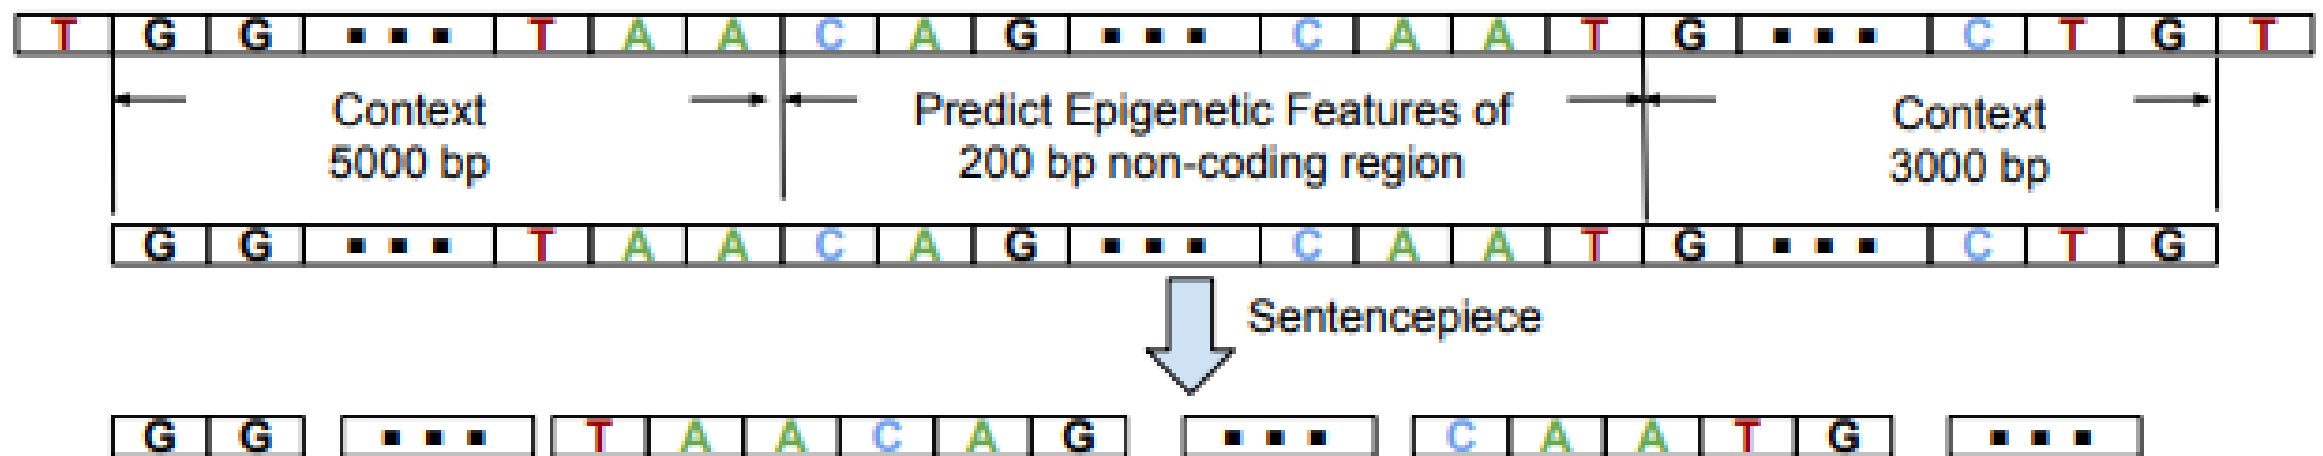 T G G ... T A A C A G ... C A A T G ... C T G T
Context
5000 bp
Predict Epigenetic Features of
200 bp non-coding region
Context
3000 bp
G G ... T A A C A G ... C A A T G ... C T G
Sentencepiece
G G ... T A A C A G ... C A A T G ...